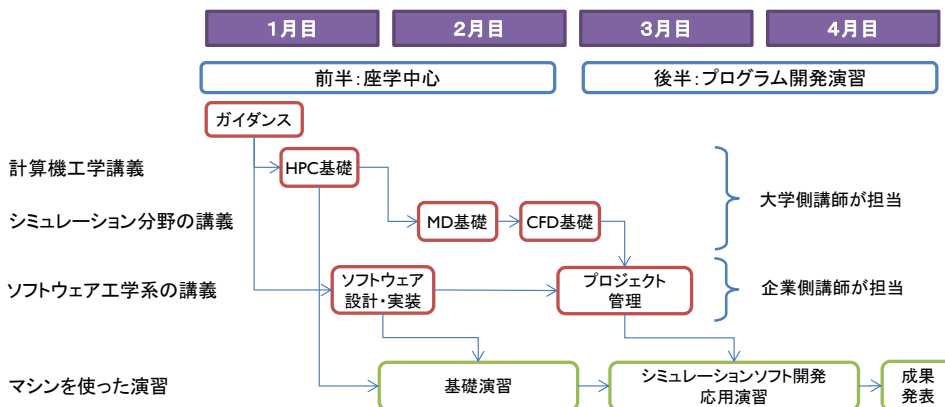 1月目
2月目
3月目
4月目
前半:座学中心
後半:プログラム開発演習
ガイダンス
計算機工学講義
HPC基礎
大学側講師が担当
シミュレーション分野の講義
MD基礎
CFD基礎
ソフトウェア工学系の講義
ソフトウェア
設計・実装
プロジェクト
管理
企業側講師が担当
マシンを使った演習
基礎演習
シミュレーションソフト開発
応用演習
成果
発表